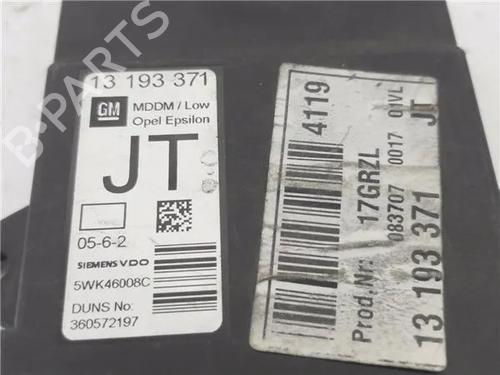 13 193 371
GM
MDDM / Low
Opel Epsilon
JT
05-6-2
SIEMENS VDO
5WK46008C
DUNS No:
360572197
4119
Prod.Nr.: 17GRZL
083707 0017 01VL
13 193 371 JT
B-PARTS